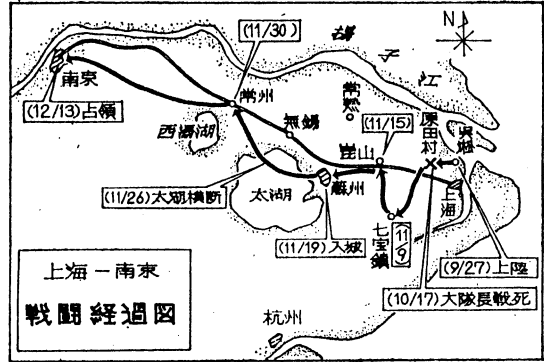 N
(11/30)
揚子江
南京
(12/13)占領
常州
常熟
西滆湖
無錫
(11/15)
原田村
呉淞
崑山
(11/26)太湖横断
太湖
蘇州
上海
七宝鎮
(11/9)
(11/19)入城
(9/27)上陸
(10/17)大隊長戦死
上海－南京
戦闘経過図
杭州